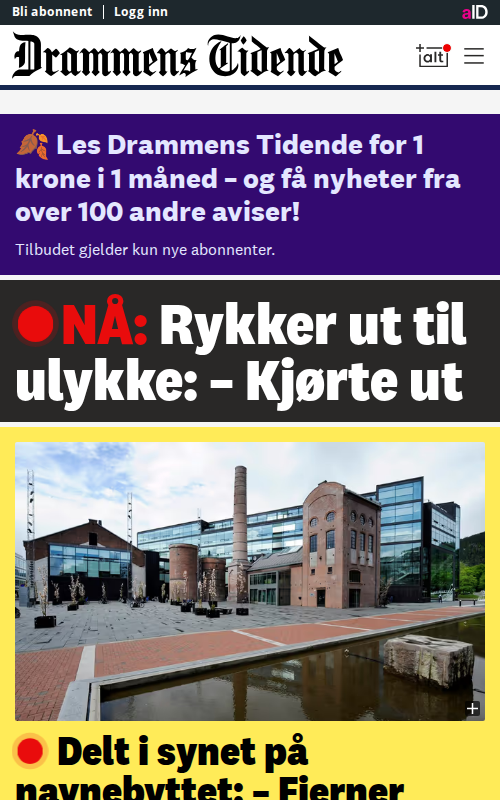 Bli abonnent | Logg inn
aID
Drammens Tidende
+alt
🍂 Les Drammens Tidende for 1
krone i 1 måned – og få nyheter fra
over 100 andre aviser!
Tilbudet gjelder kun nye abonnenter.
NÅ: Rykker ut til
ulykke: – Kjørte ut
Delt i synet på
navnebyttet: – Fjerner